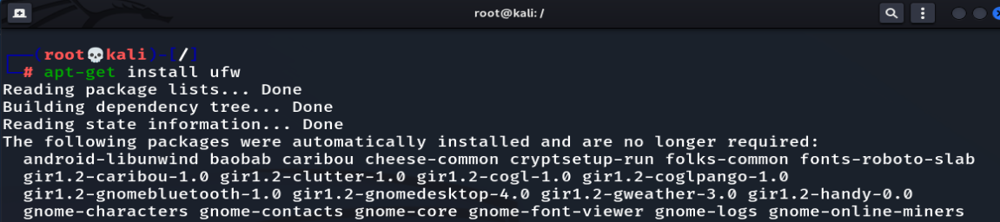 root@kali: /
┌──(root💀kali)-[/]
└─# apt-get install ufw
Reading package lists... Done
Building dependency tree... Done
Reading state information... Done
The following packages were automatically installed and are no longer required:
  android-libunwind baobab caribou cheese-common cryptsetup-run folks-common fonts-roboto-slab
  gir1.2-caribou-1.0 gir1.2-clutter-1.0 gir1.2-cogl-1.0 gir1.2-coglpango-1.0
  gir1.2-gnomebluetooth-1.0 gir1.2-gnomedesktop-4.0 gir1.2-gweather-3.0 gir1.2-handy-0.0
  gnome-characters gnome-contacts gnome-core gnome-font-viewer gnome-logs gnome-online-miners